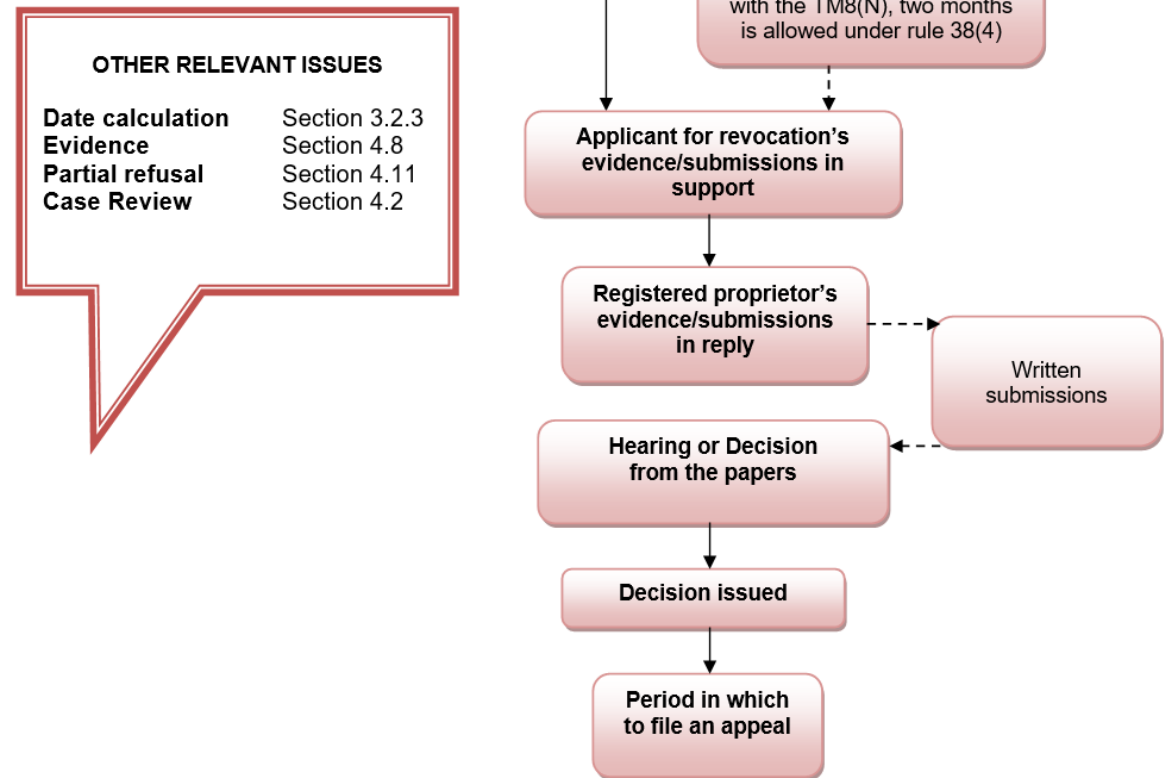 with the TM8(N), two months
is allowed under rule 38(4)
OTHER RELEVANT ISSUES
Date calculation Section 3.2.3
Evidence Section 4.8
Partial refusal Section 4.11
Case Review Section 4.2
Applicant for revocation’s
evidence/submissions in
support
Registered proprietor’s
evidence/submissions
in reply
Written
submissions
Hearing or Decision
from the papers
Decision issued
Period in which
to file an appeal